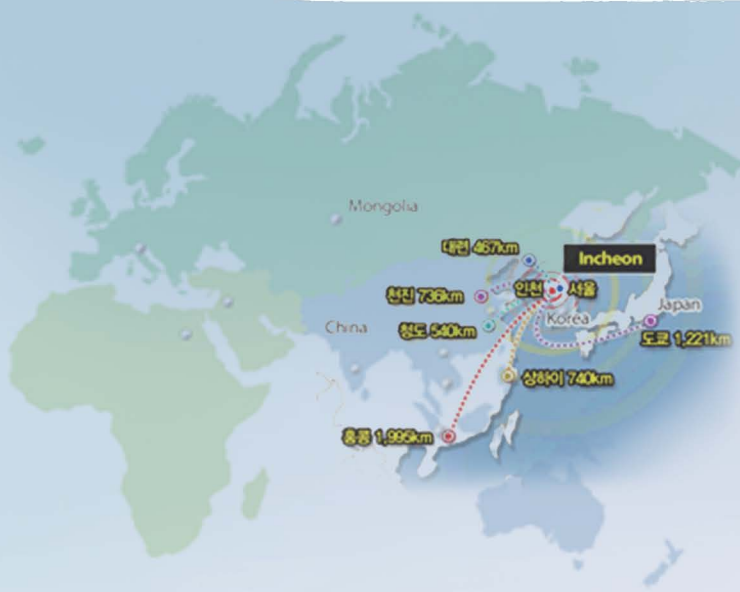 Mongolia
대련 467km
Incheon
천진 736km
인천
서울
Japan
Korea
China
청도 540km
도쿄 1,221km
상하이 740km
홍콩 1,995km